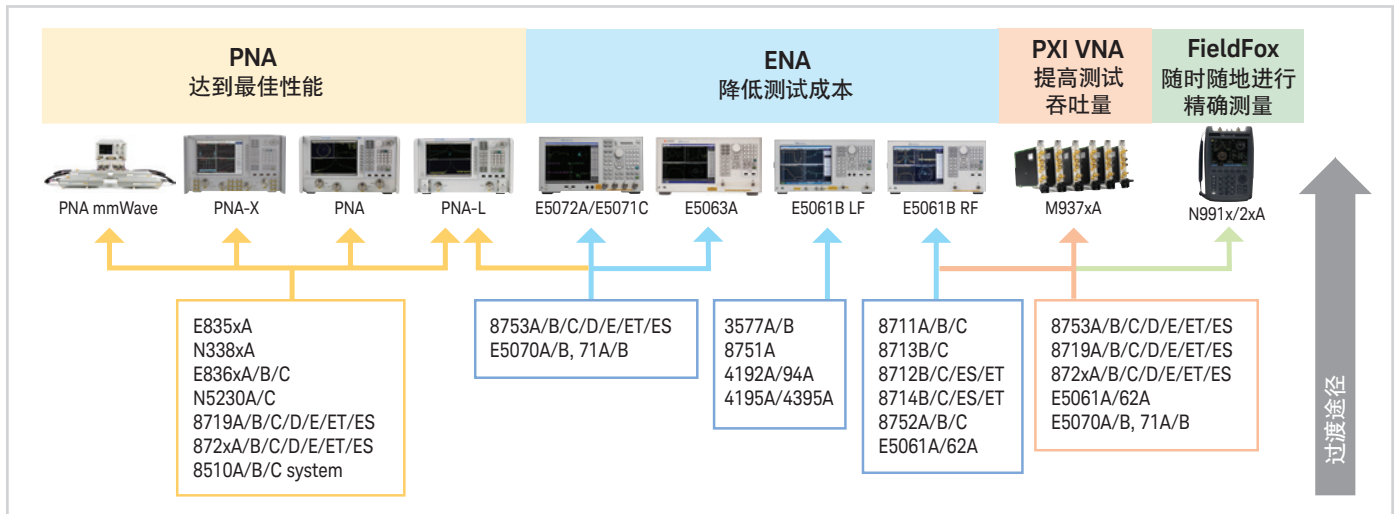 PNA
达到最佳性能
ENA
降低测试成本
PXI VNA
提高测试
吞吐量
FieldFox
随时随地进行
精确测量
PNA mmWave
PNA-X
PNA
PNA-L
E5072A/E5071C
E5063A
E5061B LF
E5061B RF
M937xA
N991x/2xA
E835xA
N338xA
E836xA/B/C
N5230A/C
8719A/B/C/D/E/ET/ES
872xA/B/C/D/E/ET/ES
8510A/B/C system
8753A/B/C/D/E/ET/ES
E5070A/B, 71A/B
3577A/B
8751A
4192A/94A
4195A/4395A
8711A/B/C
8713B/C
8712B/C/ES/ET
8714B/C/ES/ET
8752A/B/C
E5061A/62A
8753A/B/C/D/E/ET/ES
8719A/B/C/D/E/ET/ES
872xA/B/C/D/E/ET/ES
E5061A/62A
E5070A/B, 71A/B
过渡途径